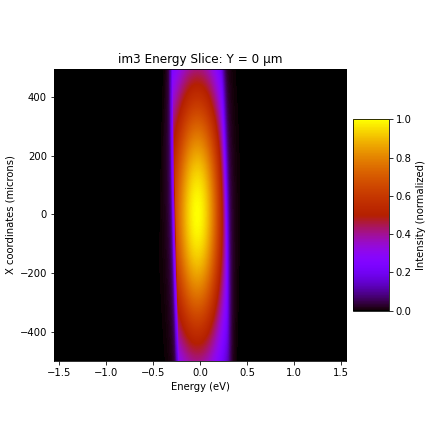 im3 Energy Slice: Y = 0 μm
X coordinates (microns)
400
200
0
−200
−400
−1.5 −1.0 −0.5 0.0 0.5 1.0 1.5
Energy (eV)
1.0
0.8
0.6
0.4
0.2
0.0
Intensity (normalized)